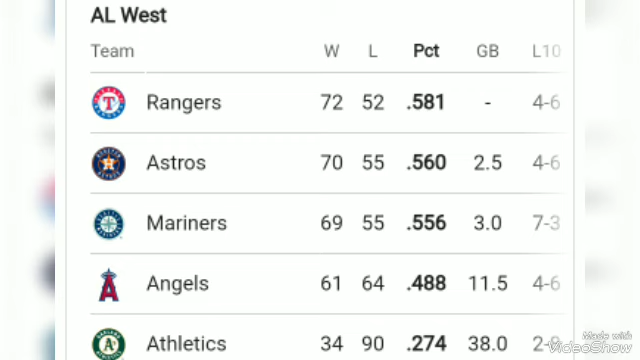 AL West
Team W L Pct GB L10
Rangers 72 52 .581 - 4-6
Astros 70 55 .560 2.5 4-6
Mariners 69 55 .556 3.0 7-3
Angels 61 64 .488 11.5 4-6
Athletics 34 90 .274 38.0
Made with
VideoShow